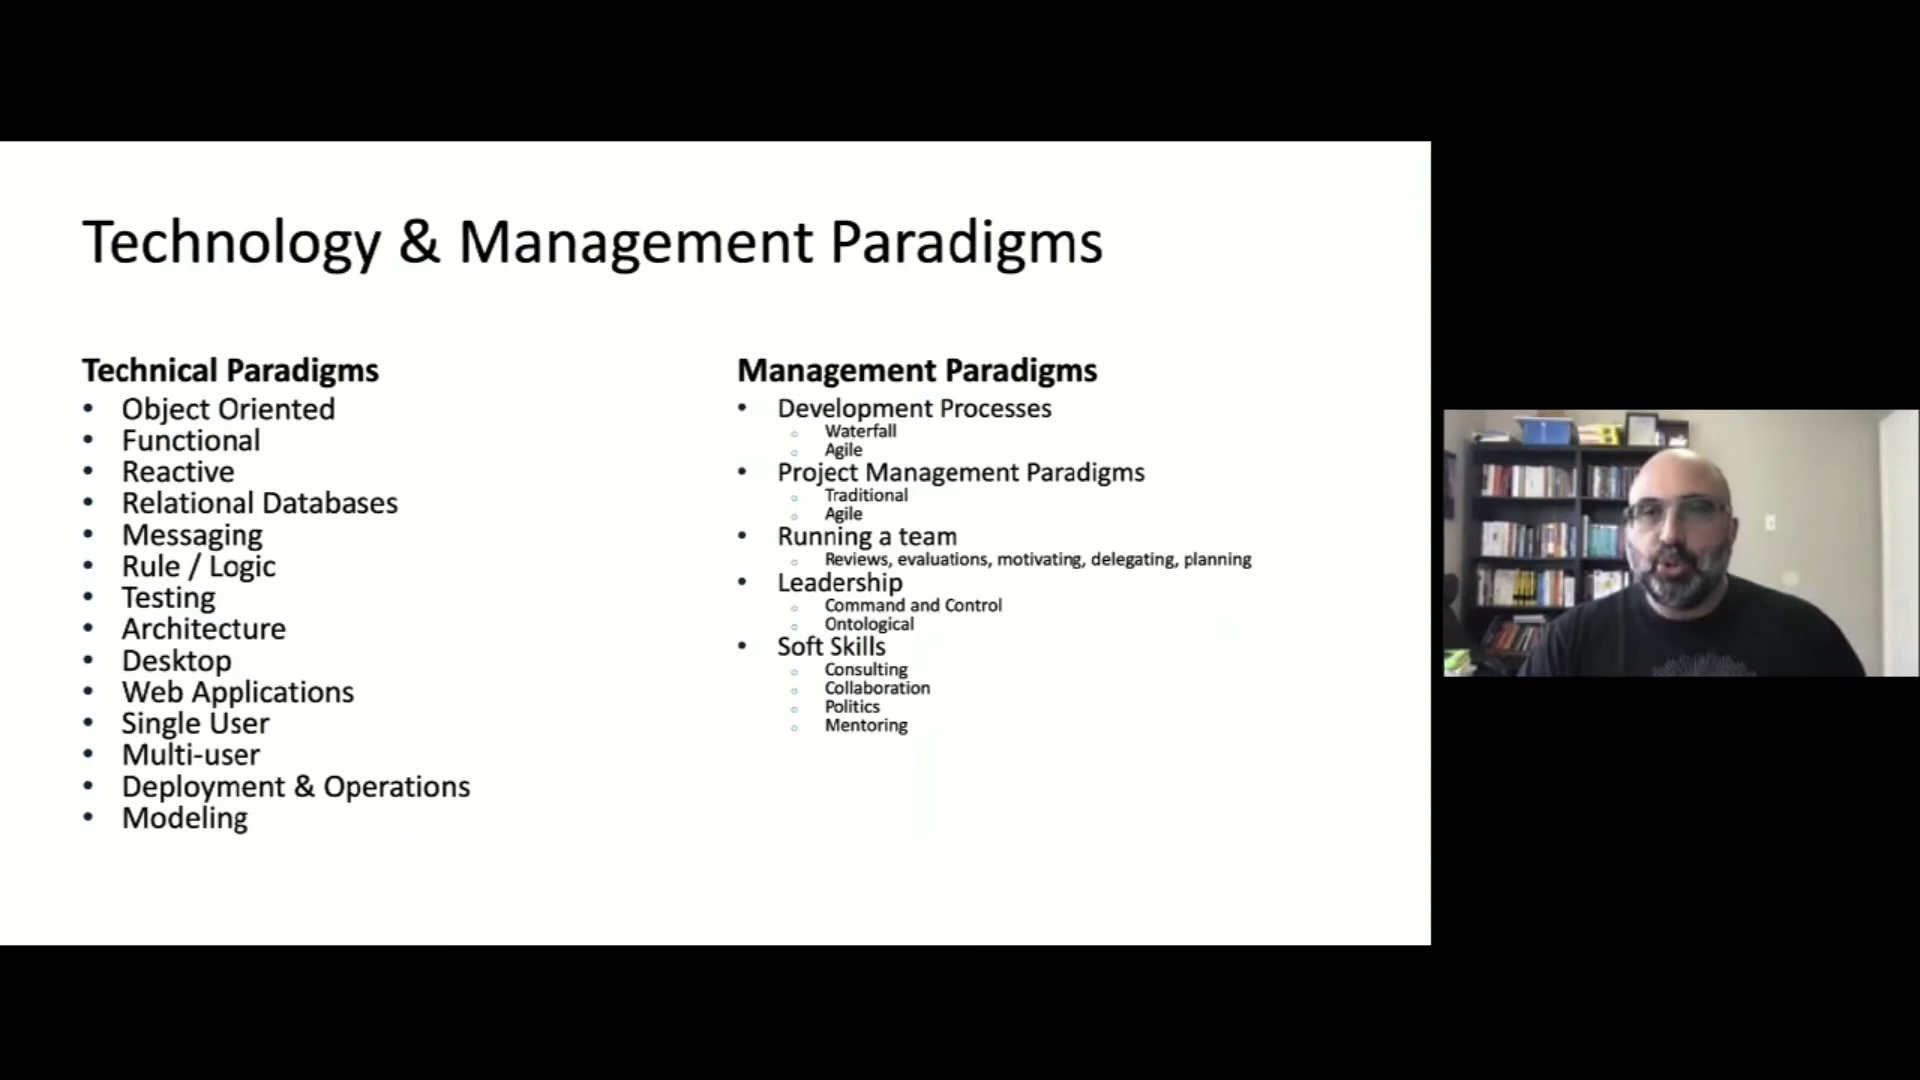 Technology & Management Paradigms
Technical Paradigms
• Object Oriented
• Functional
• Reactive
• Relational Databases
• Messaging
• Rule / Logic
• Testing
• Architecture
• Desktop
• Web Applications
• Single User
• Multi-user
• Deployment & Operations
• Modeling
Management Paradigms
• Development Processes
○ Waterfall
○ Agile
• Project Management Paradigms
○ Traditional
○ Agile
• Running a team
○ Reviews, evaluations, motivating, delegating, planning
• Leadership
○ Command and Control
○ Ontological
• Soft Skills
○ Consulting
○ Collaboration
○ Politics
○ Mentoring